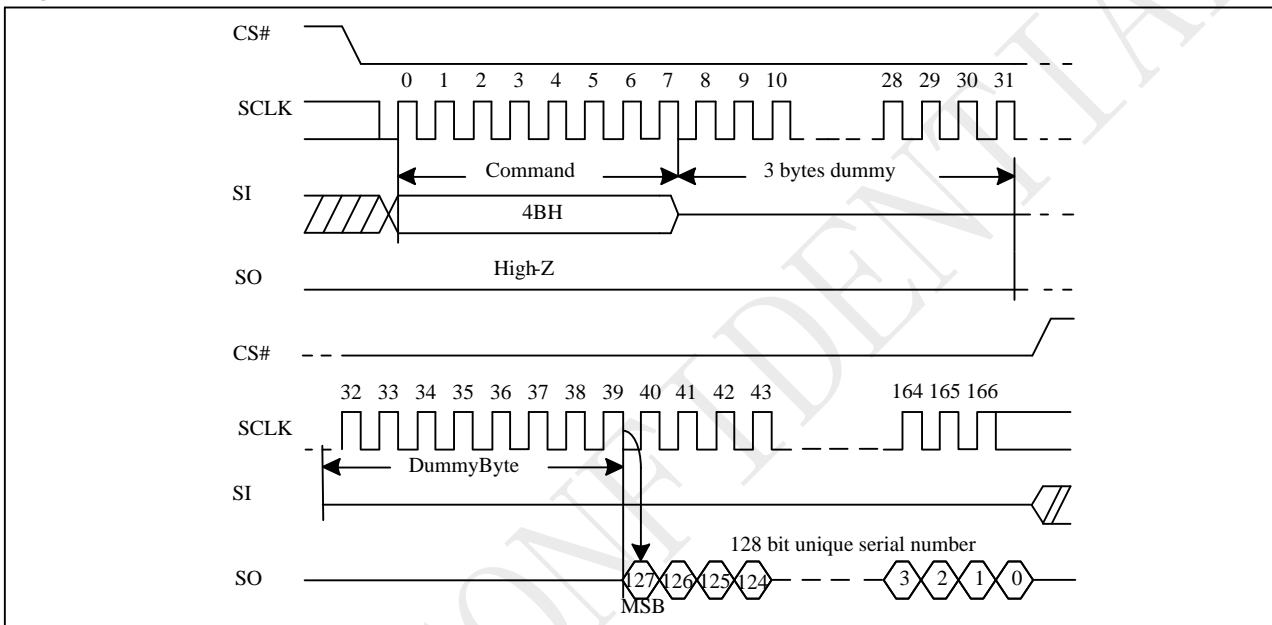 CS#
0 1 2 3 4 5 6 7 8 9 10 28 29 30 31
SCLK
Command 3 bytes dummy
SI
4BH
High-Z
SO
CS#
32 33 34 35 36 37 38 39 40 41 42 43 164 165 166
SCLK
DummyByte
SI
128 bit unique serial number
SO 127 126 125 124 3 2 1 0
MSB
CONFIDENTIAL